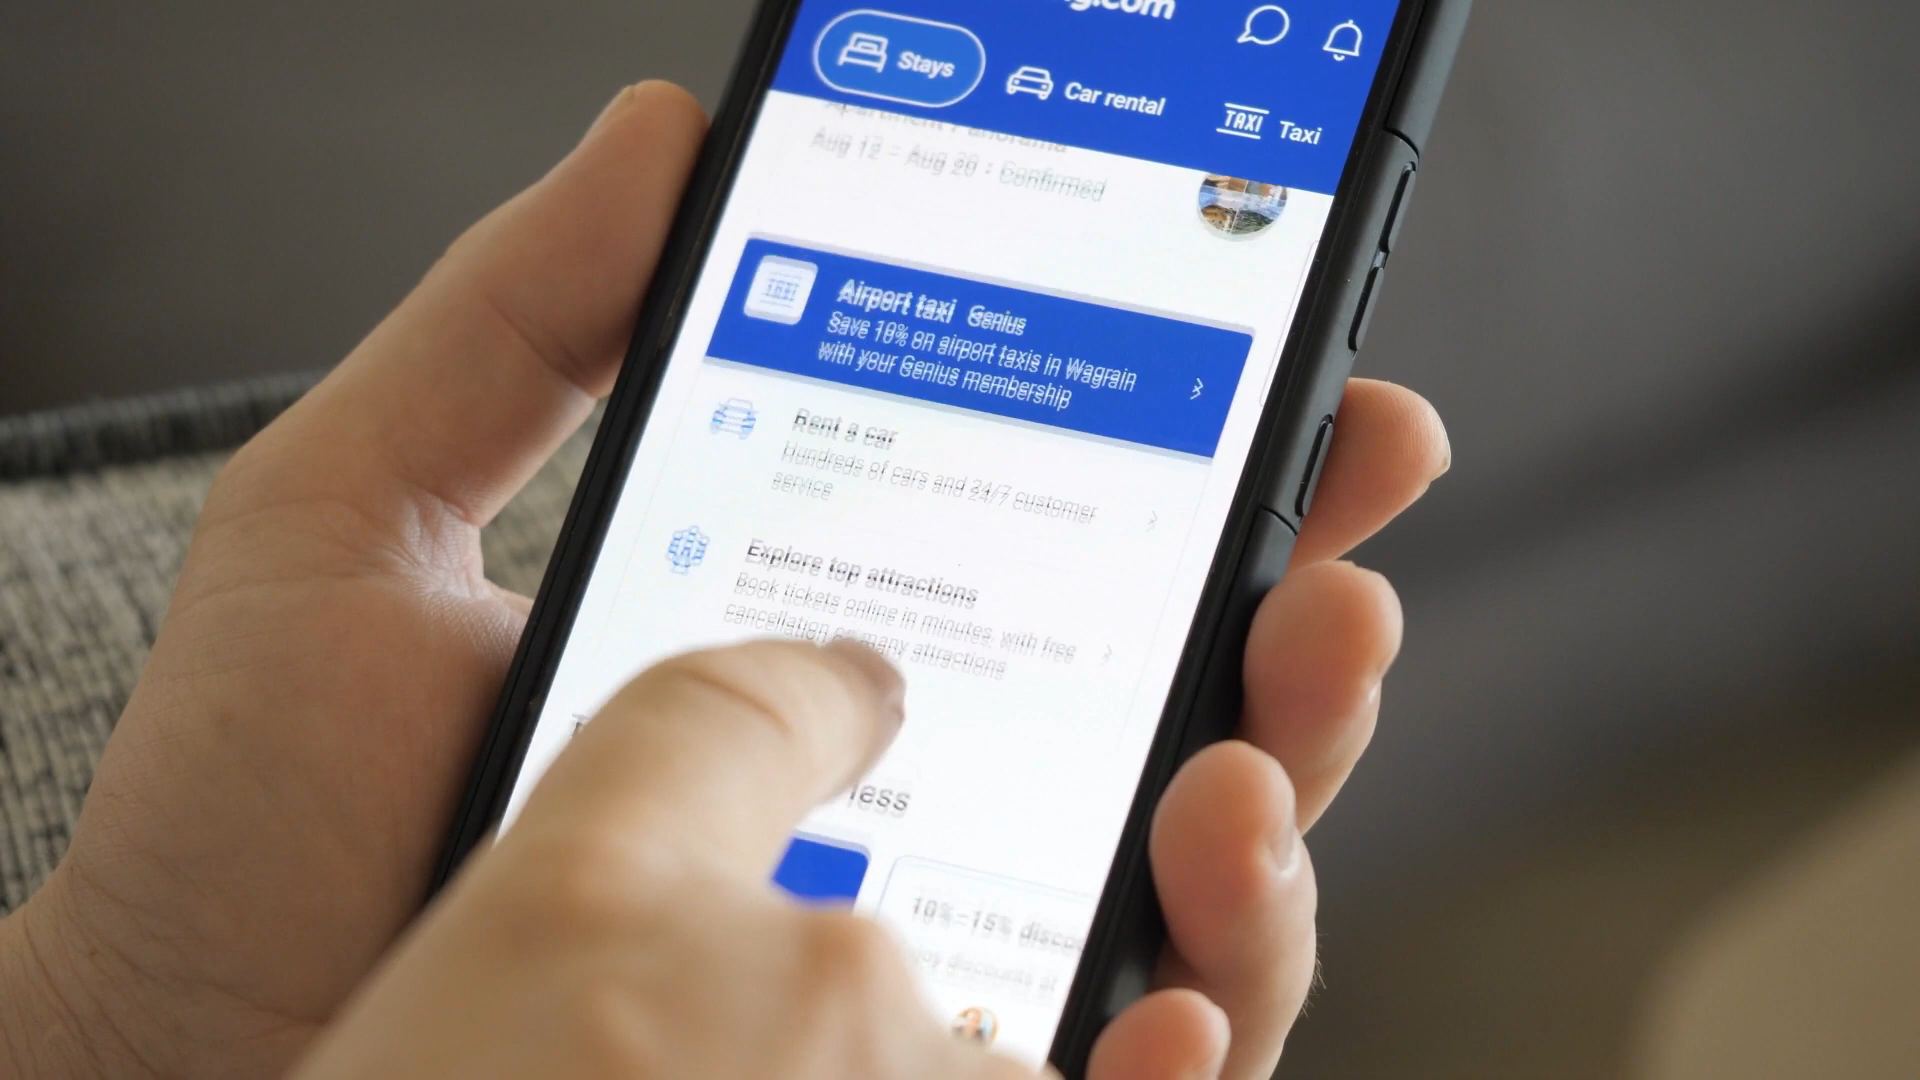 g.com
Stays
Car rental
TAXI Taxi
Apartment Panorama
Aug 12 – Aug 20 · Confirmed
TAXI
Airport taxi Genius
Save 10% on airport taxis in Wagrain
with your Genius membership
Rent a car
Hundreds of cars and 24/7 customer
service
Explore top attractions
Book tickets online in minutes, with free
cancellation on many attractions
less
10%–15% disco
discounts at